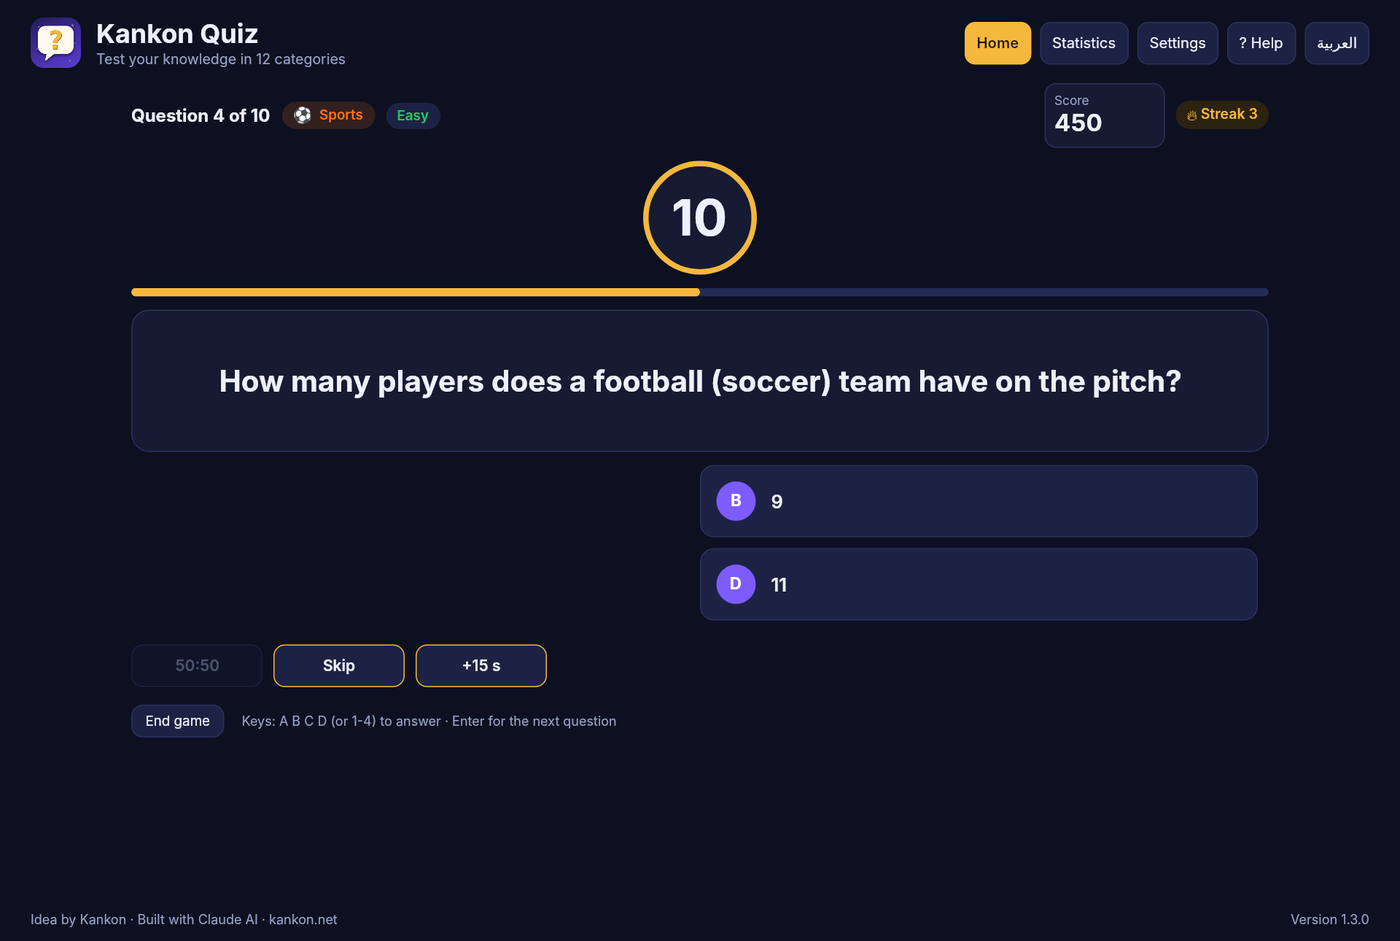 Kankon Quiz
Test your knowledge in 12 categories
Home
Statistics
Settings
? Help
العربية
Question 4 of 10
Sports
Easy
Score
450
Streak 3
10
How many players does a football (soccer) team have on the pitch?
B 9
D 11
50:50
Skip
+15 s
End game
Keys: A B C D (or 1-4) to answer · Enter for the next question
Idea by Kankon · Built with Claude AI · kankon.net
Version 1.3.0